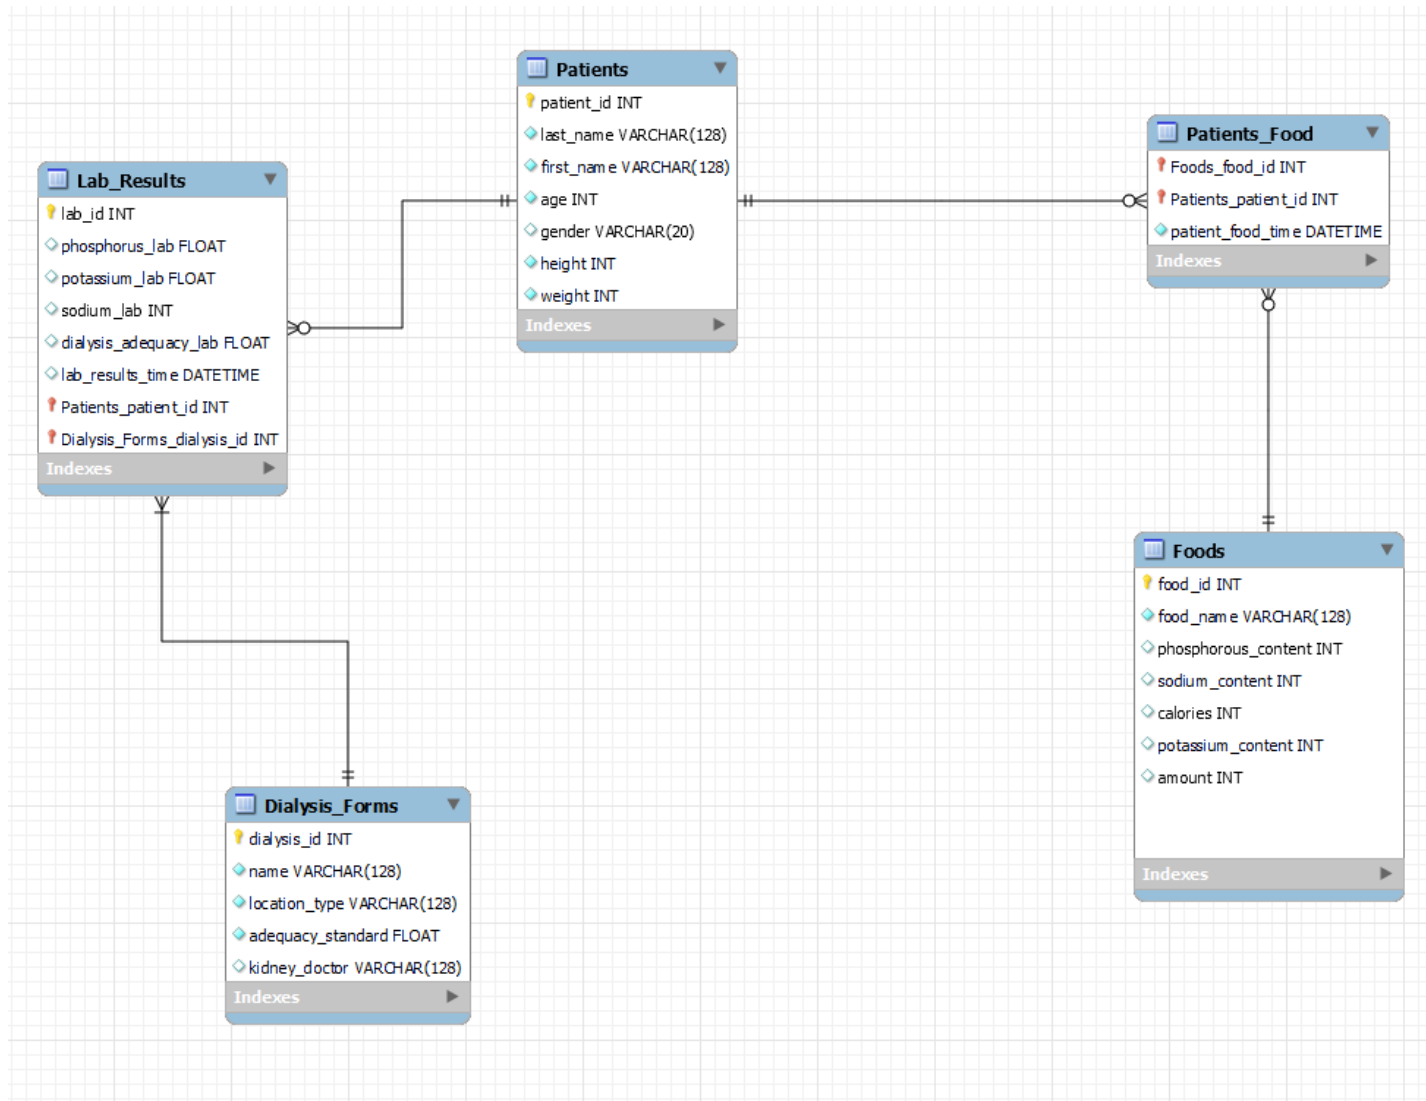 Patients
patient_id INT
last_name VARCHAR(128)
first_name VARCHAR(128)
age INT
gender VARCHAR(20)
height INT
weight INT
Indexes
Patients_Food
Foods_food_id INT
Patients_patient_id INT
patient_food_time DATETIME
Indexes
Lab_Results
lab_id INT
phosphorus_lab FLOAT
potassium_lab FLOAT
sodium_lab INT
dialysis_adequacy_lab FLOAT
lab_results_time DATETIME
Patients_patient_id INT
Dialysis_Forms_dialysis_id INT
Indexes
Foods
food_id INT
food_name VARCHAR(128)
phosphorous_content INT
sodium_content INT
calories INT
potassium_content INT
amount INT
Indexes
Dialysis_Forms
dialysis_id INT
name VARCHAR(128)
location_type VARCHAR(128)
adequacy_standard FLOAT
kidney_doctor VARCHAR(128)
Indexes